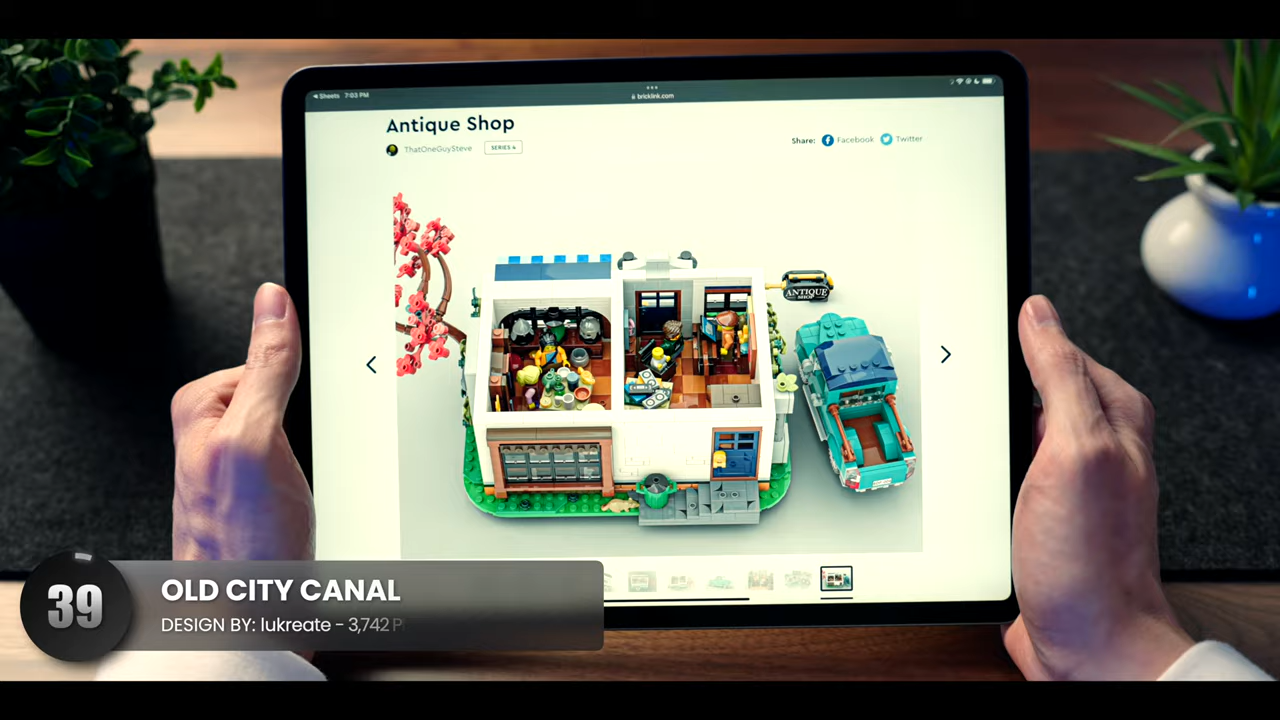 Sheets 7:03 PM
bricklink.com
Antique Shop
ThatOneGuySteve SERIES 4
Share: Facebook Twitter
ANTIQUE
SHOP
39
OLD CITY CANAL
DESIGN BY: lukreate - 3,742 P